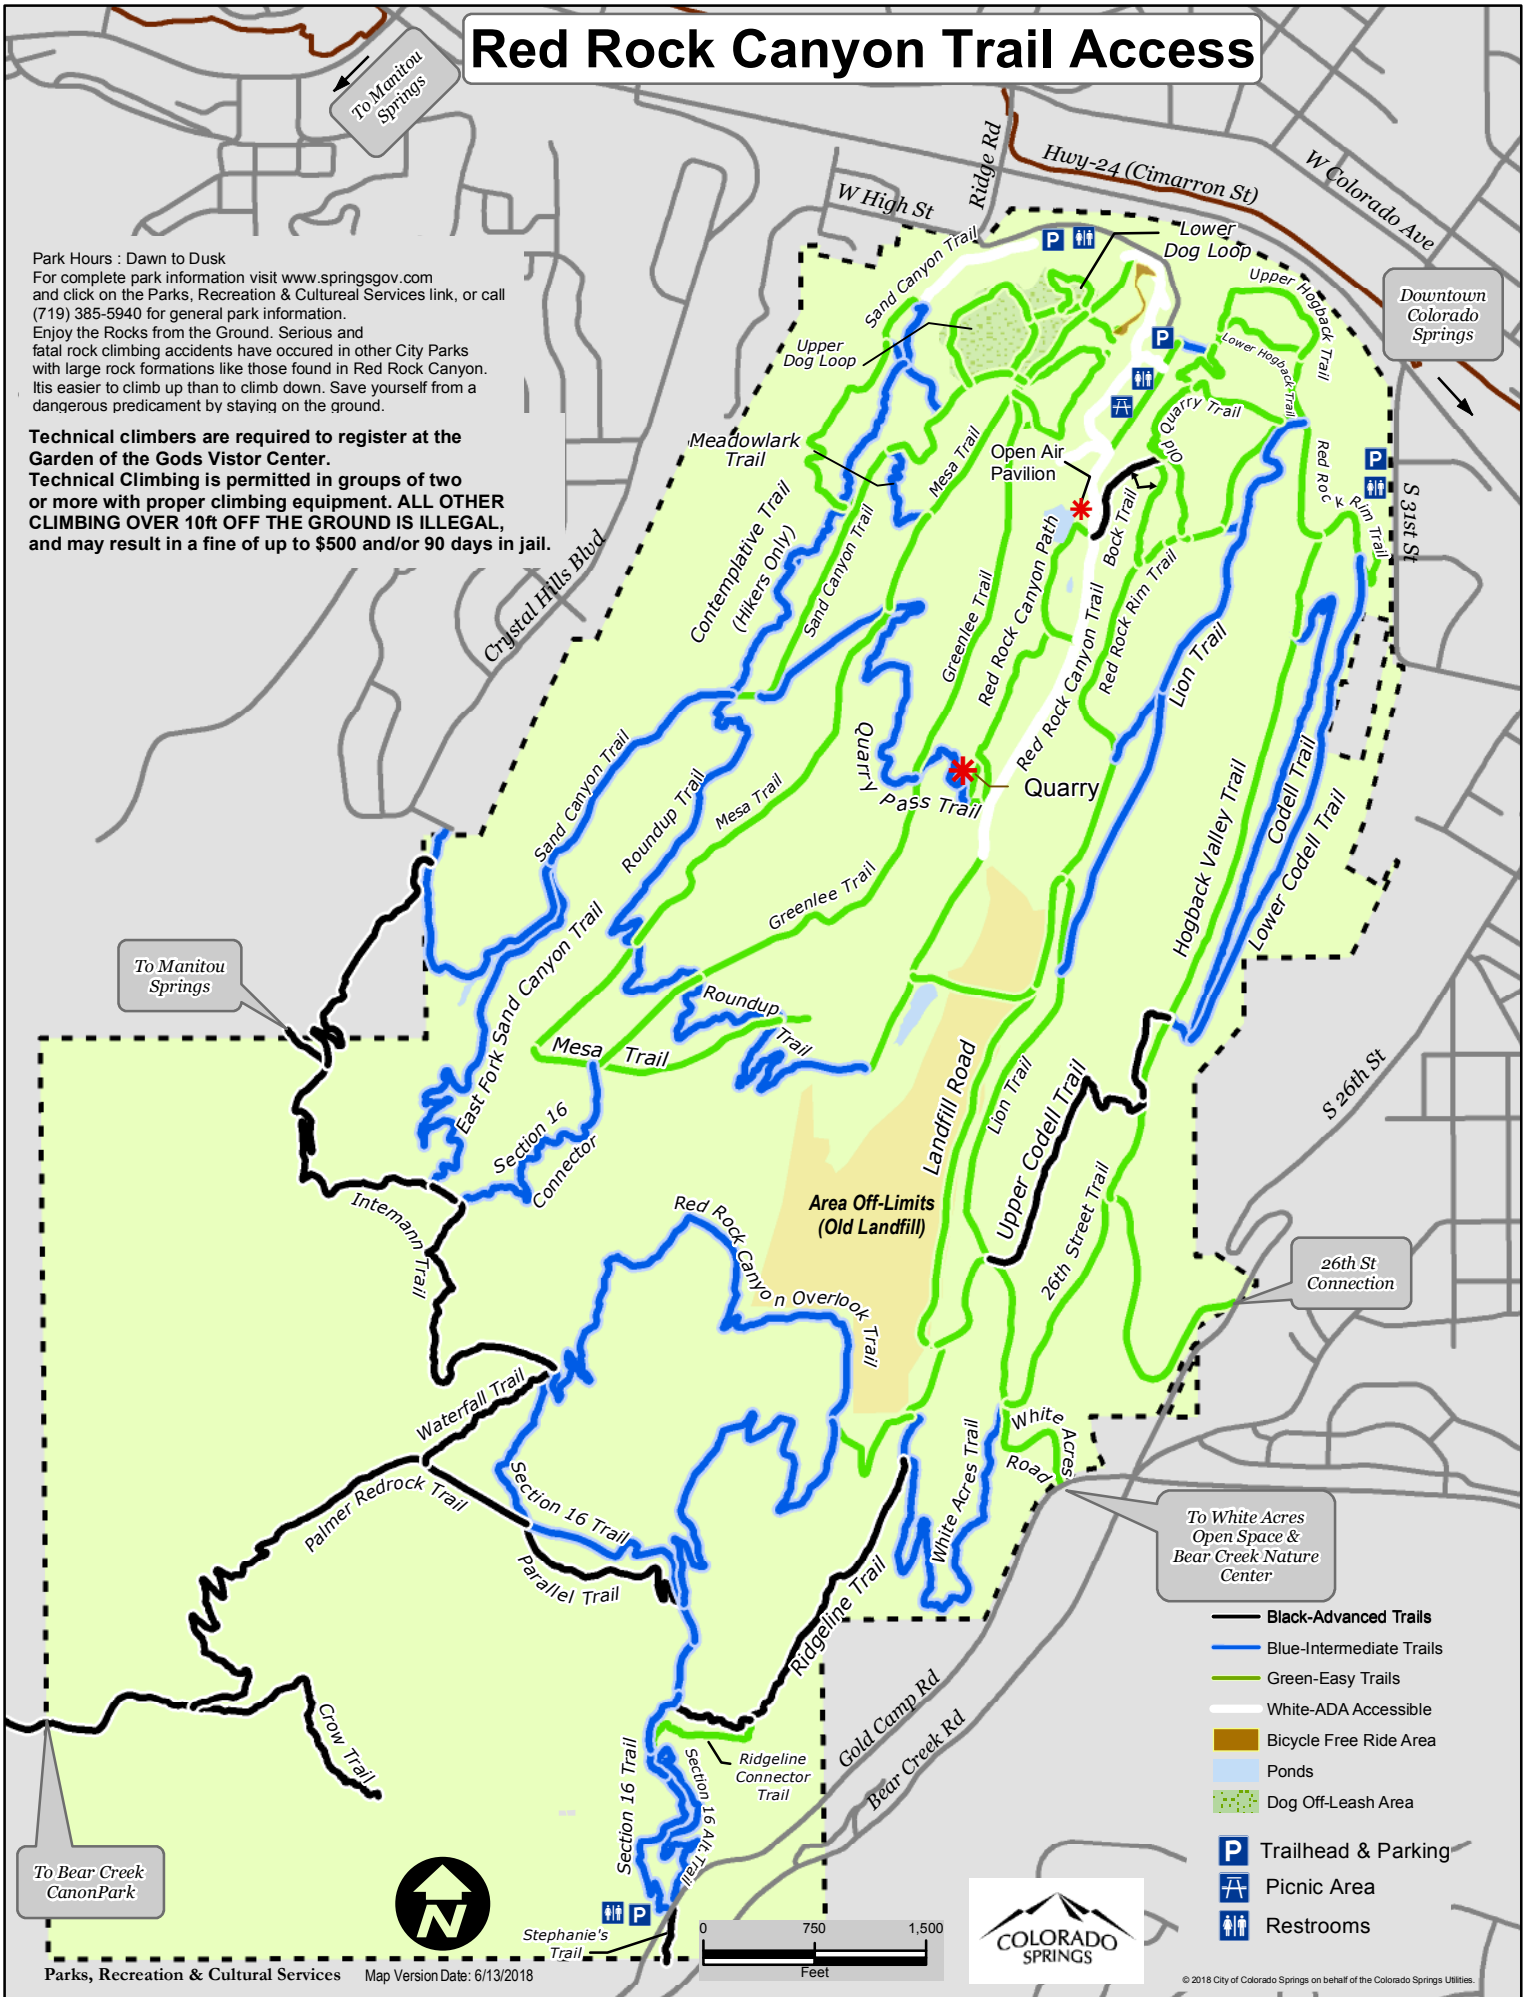 Red Rock Canyon Trail Access
To Manitou
Springs
Ridge Rd
Hwy-24 (Cimarron St)
W Colorado Ave
W High St
Park Hours : Dawn to Dusk
For complete park information visit www.springsgov.com
and click on the Parks, Recreation & Cultureal Services link, or call
(719) 385-5940 for general park information.
Enjoy the Rocks from the Ground. Serious and
fatal rock climbing accidents have occured in other City Parks
with large rock formations like those found in Red Rock Canyon.
Itis easier to climb up than to climb down. Save yourself from a
dangerous predicament by staying on the ground.
Technical climbers are required to register at the
Garden of the Gods Vistor Center.
Technical Climbing is permitted in groups of two
or more with proper climbing equipment. ALL OTHER
CLIMBING OVER 10ft OFF THE GROUND IS ILLEGAL,
and may result in a fine of up to $500 and/or 90 days in jail.
Sand Canyon Trail
P
Lower
Dog Loop
Upper Hogback Trail
Downtown
Colorado
Springs
Upper
Dog Loop
P
Lower Hogback Trail
Quarry Trail
Old
Meadowlark
Trail
Mesa Trail
Open Air
Pavilion
P
Red Rock Rim Trail
S 31st St
Contemplative Trail
(Hikers Only)
Sand Canyon Trail
Bock Trail
Crystal Hills Blvd
Greenlee Trail
Red Rock Canyon Path
Red Rock Canyon Trail
Red Rock Rim Trail
Lion Trail
Sand Canyon Trail
Roundup Trail
Mesa Trail
Quarry Pass Trail
Quarry
Hogback Valley Trail
Codell Trail
Lower Codell Trail
Greenlee Trail
To Manitou
Springs
East Fork Sand Canyon Trail
Roundup
Trail
Mesa Trail
Landfill Road
Lion Trail
Upper Codell Trail
S 26th St
Section 16
Connector
Intemann Trail
Red Rock Canyon Overlook Trail
Area Off-Limits
(Old Landfill)
26th Street Trail
26th St
Connection
Waterfall Trail
Palmer Redrock Trail
Section 16 Trail
Parallel Trail
White Acres Trail
White Acres
Road
To White Acres
Open Space &
Bear Creek Nature
Center
Ridgeline Trail
Crow Trail
Section 16 Trail
Section 16 Alt. Trail
Ridgeline
Connector
Trail
Gold Camp Rd
Bear Creek Rd
Black-Advanced Trails
Blue-Intermediate Trails
Green-Easy Trails
White-ADA Accessible
Bicycle Free Ride Area
Ponds
Dog Off-Leash Area
P Trailhead & Parking
Picnic Area
Restrooms
To Bear Creek
CanonPark
N
P
Stephanie's
Trail
0 750 1,500
Feet
COLORADO
SPRINGS
Parks, Recreation & Cultural Services
Map Version Date: 6/13/2018
© 2018 City of Colorado Springs on behalf of the Colorado Springs Utilities.